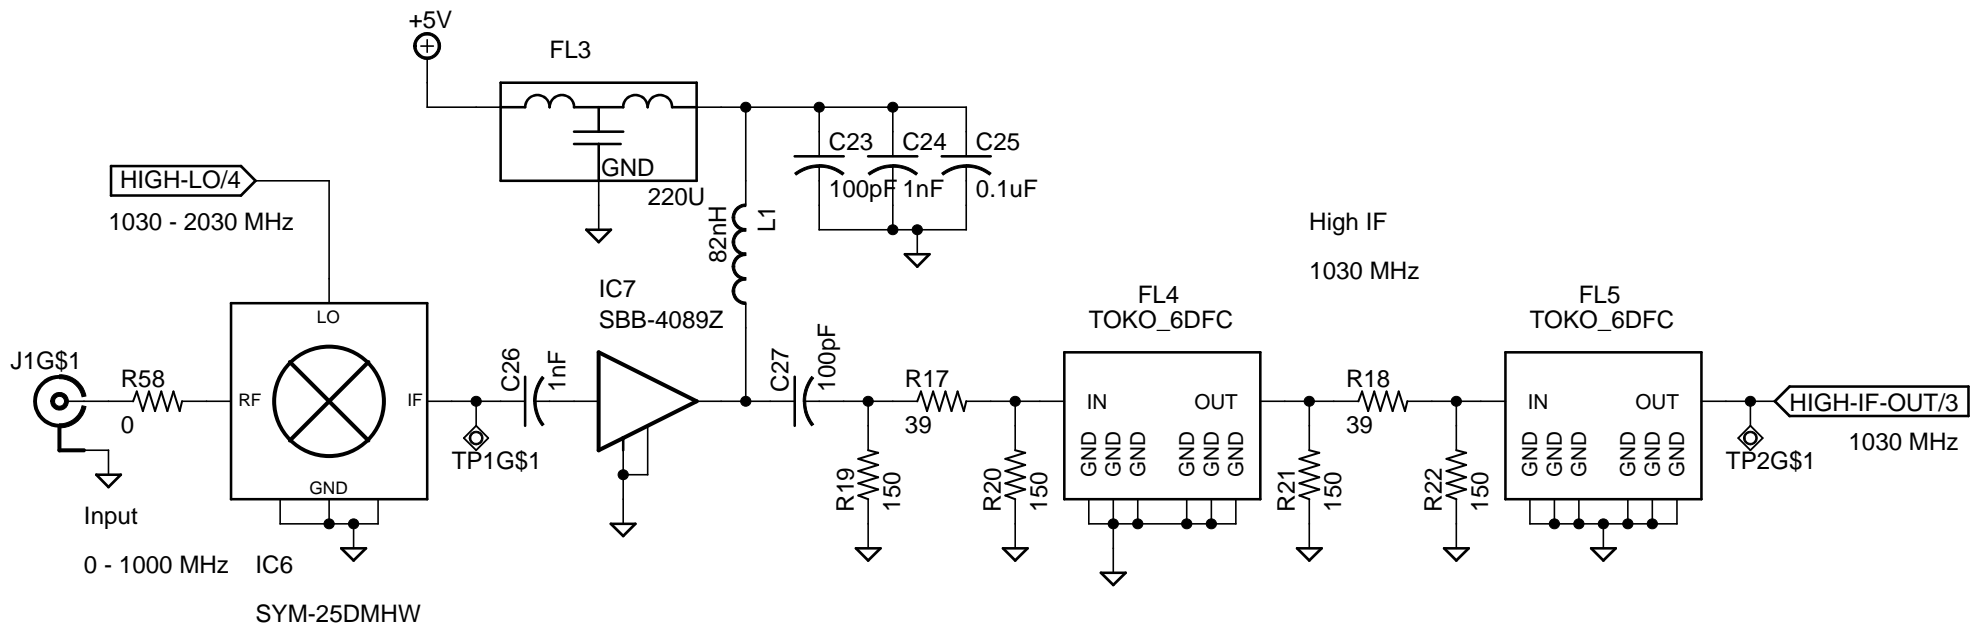 +5V
FL3
GND
220U
C23
100pF
C24
1nF
C25
0.1uF
82nH
L1
HIGH-LO/4
1030 - 2030 MHz
High IF
1030 MHz
IC7
SBB-4089Z
LO
RF
IF
GND
J1G$1
R58
0
Input
0 - 1000 MHz
IC6
SYM-25DMHW
TP1G$1
C26
1nF
C27
100pF
R17
39
R19
150
R20
150
FL4
TOKO_6DFC
IN
OUT
GND
GND
GND
GND
GND
GND
R18
39
R21
150
R22
150
FL5
TOKO_6DFC
IN
OUT
GND
GND
GND
GND
GND
GND
TP2G$1
HIGH-IF-OUT/3
1030 MHz